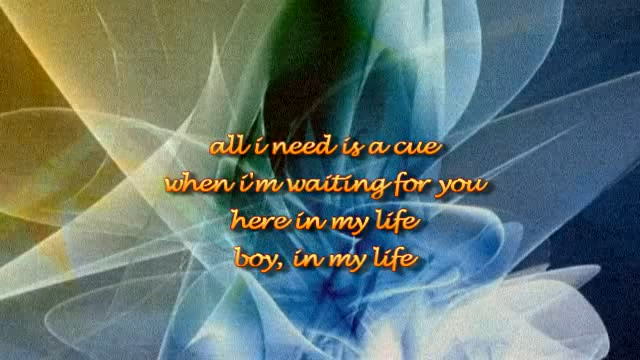 all i need is a cue
when i'm waiting for you
here in my life
boy, in my life